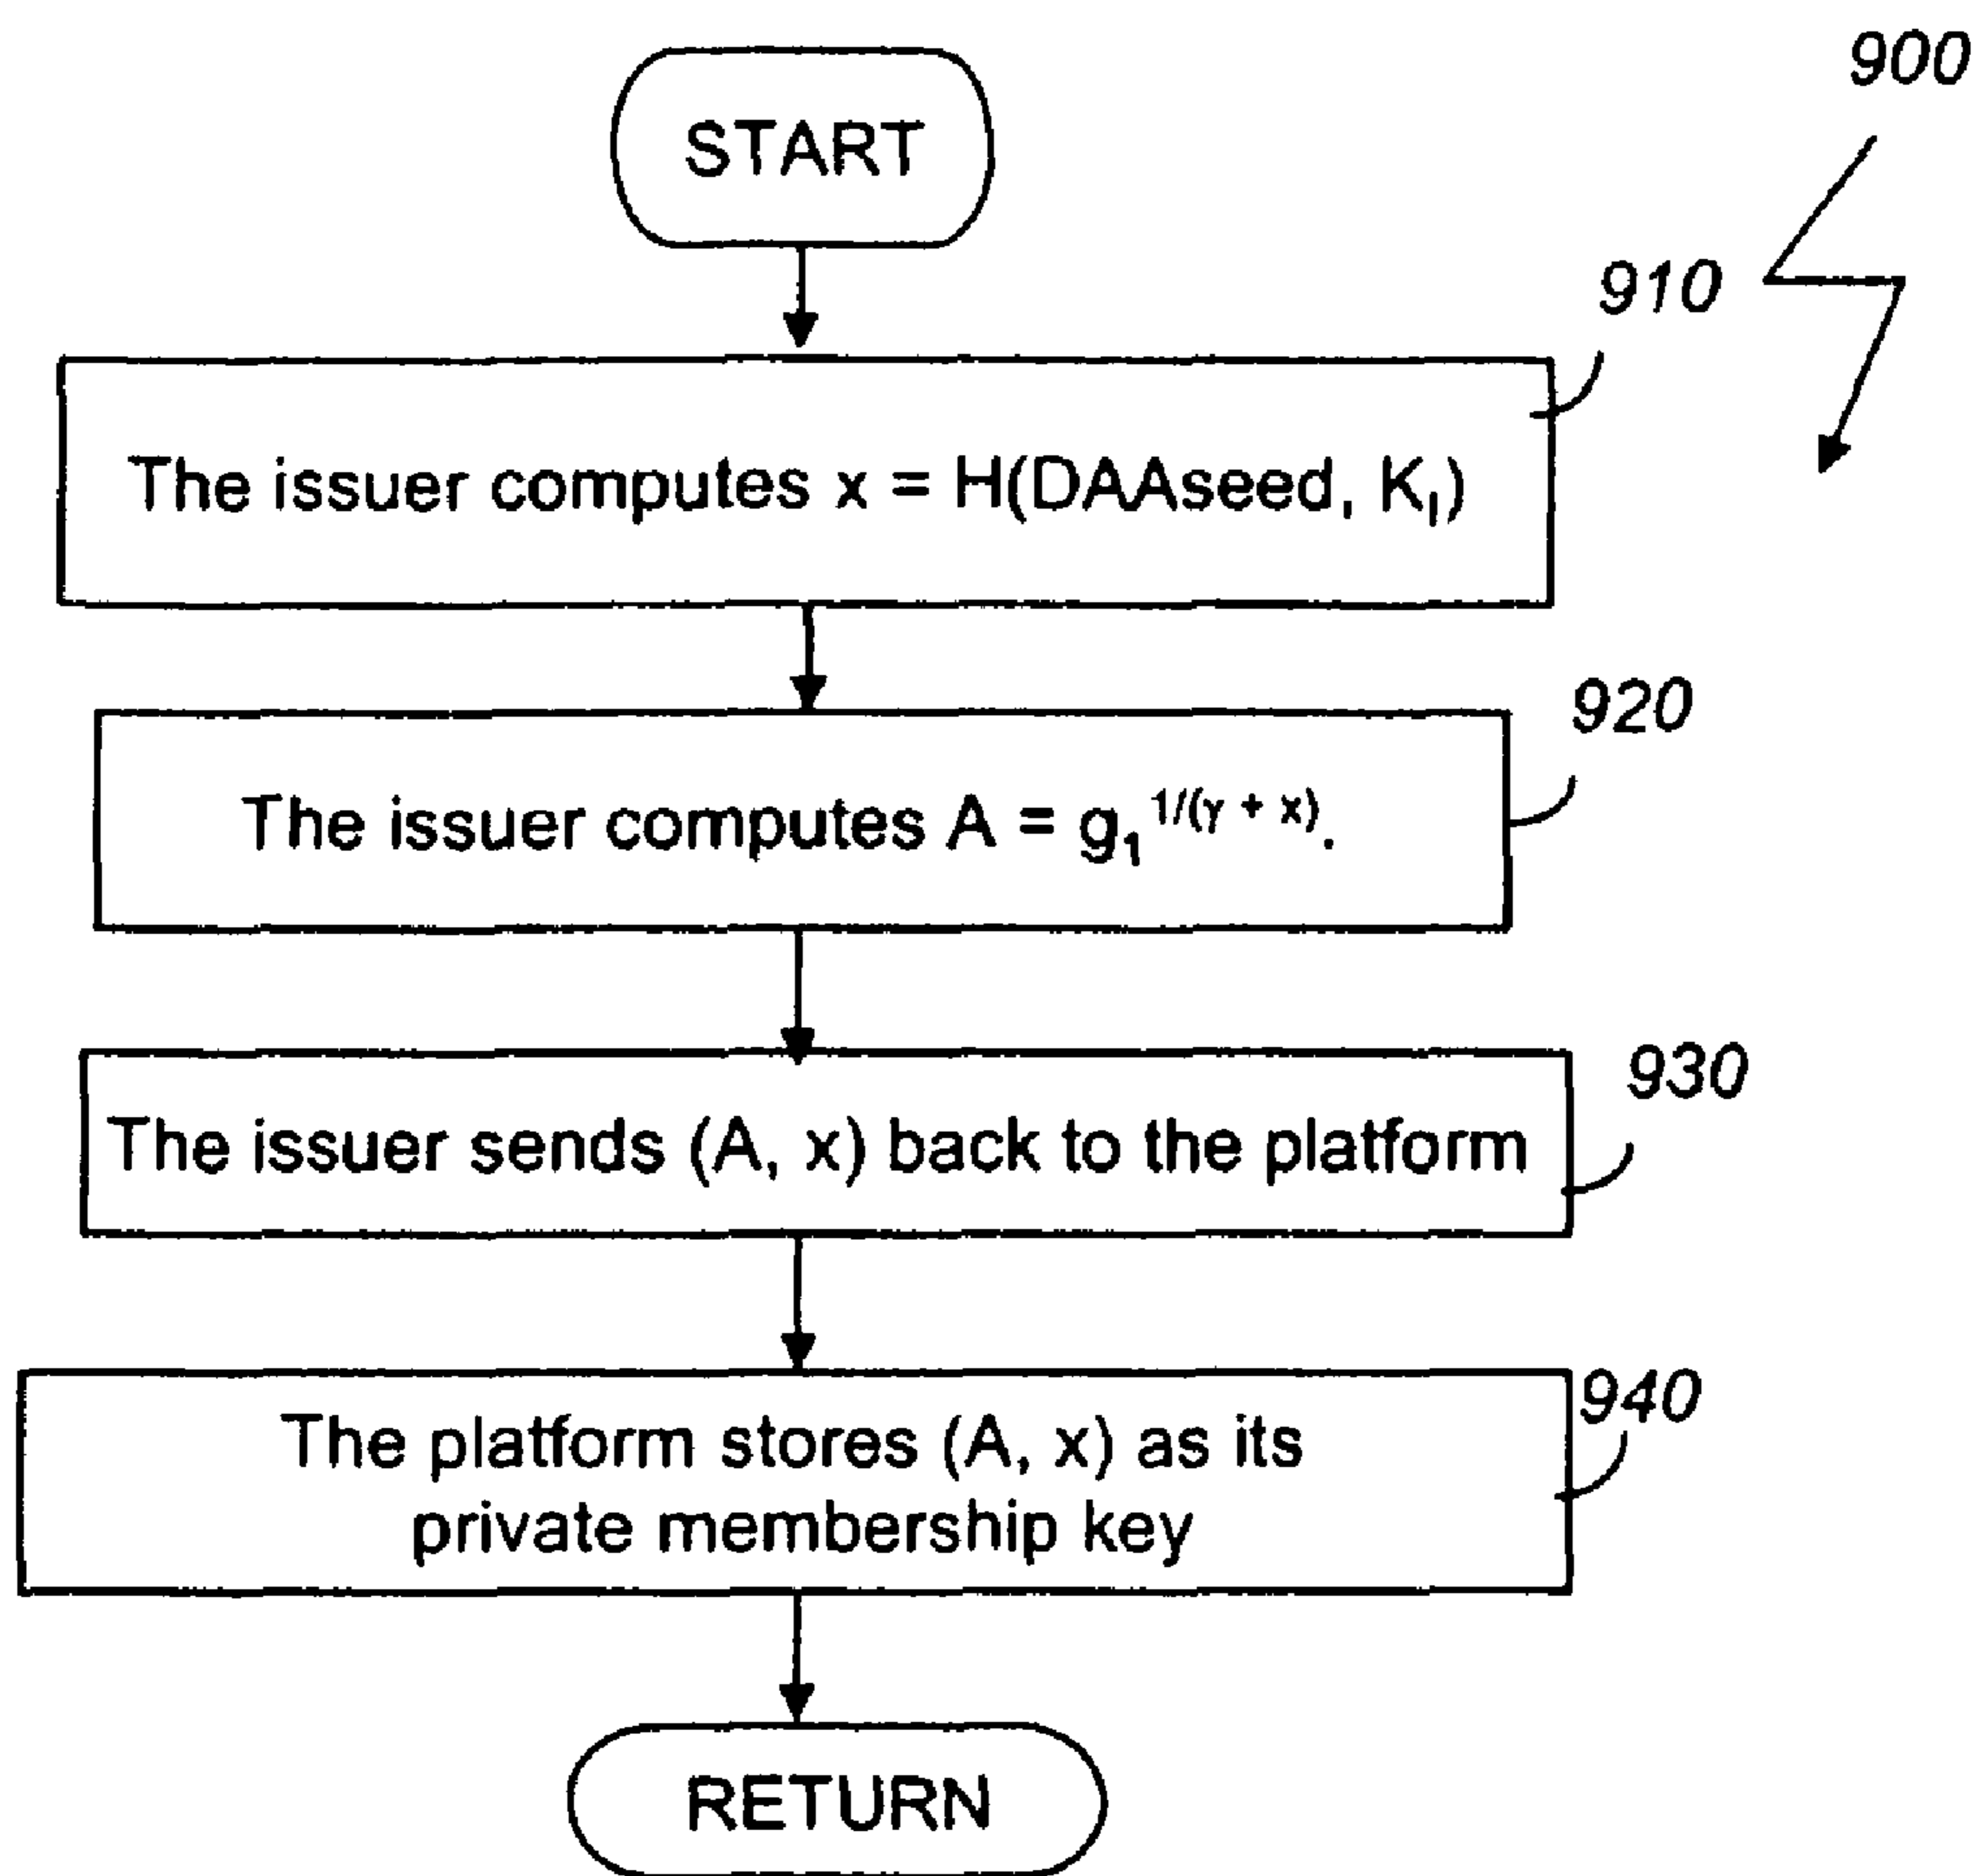 900
START
910
The issuer computes x = H(DAAseed, K_I)
920
The issuer computes A = g₁^{1/(γ + x)}.
930
The issuer sends (A, x) back to the platform
940
The platform stores (A, x) as its
private membership key
RETURN